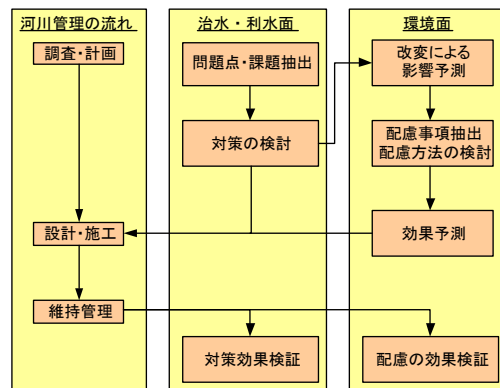 河川管理の流れ
調査・計画
設計・施工
維持管理
治水・利水面
問題点・課題抽出
対策の検討
対策効果検証
環境面
改変による
影響予測
配慮事項抽出
配慮方法の検討
効果予測
配慮の効果検証